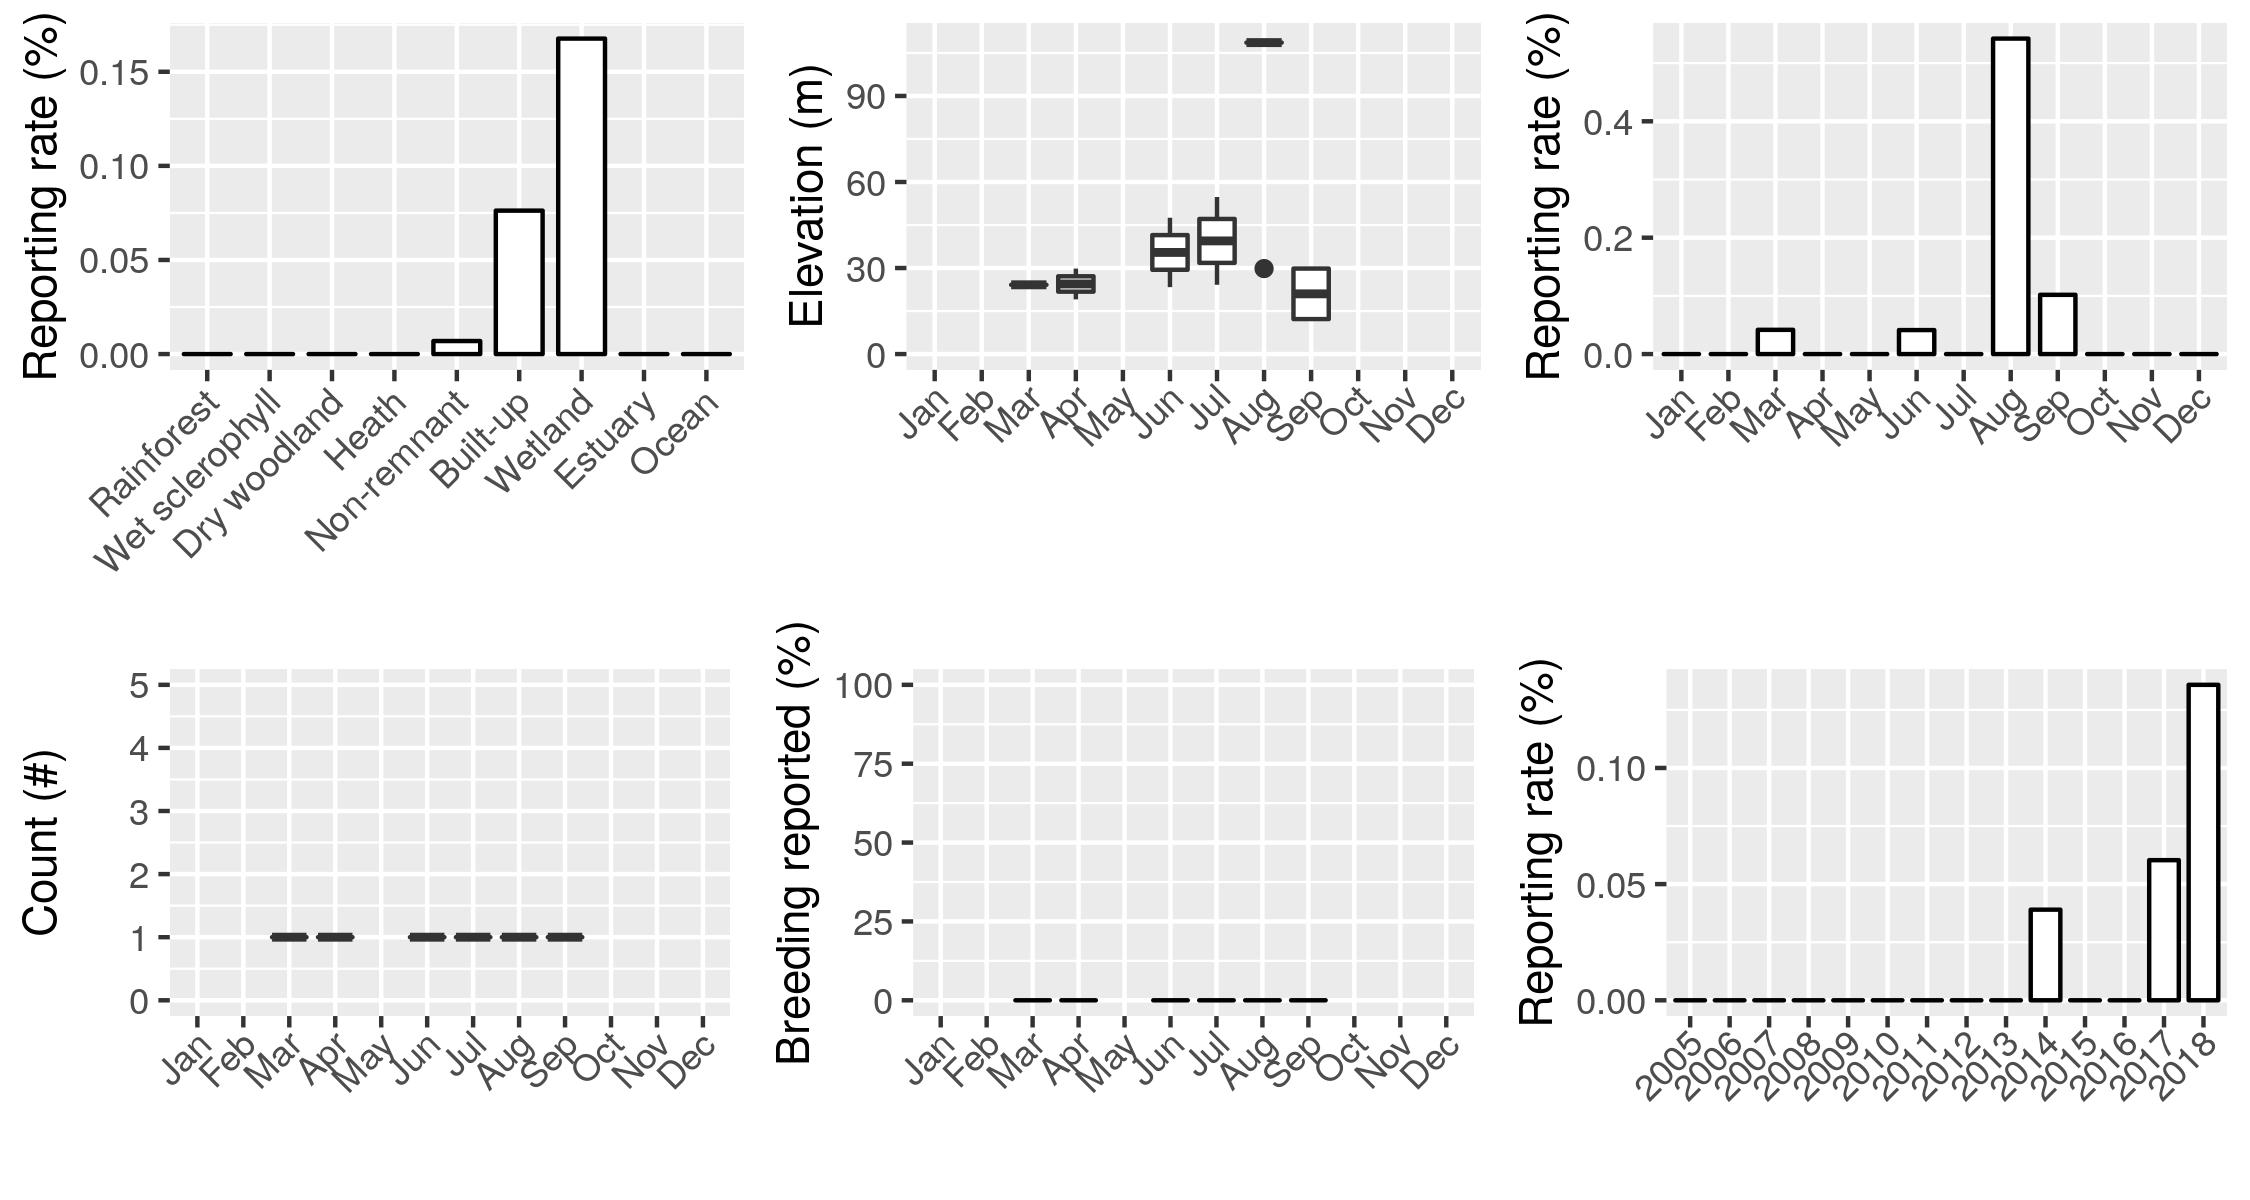 Reporting rate (%)
0.15
0.10
0.05
0.00
Rainforest
Wet sclerophyll
Dry woodland
Heath
Non-remnant
Built-up
Wetland
Estuary
Ocean
Elevation (m)
90
60
30
0
Jan
Feb
Mar
Apr
May
Jun
Jul
Aug
Sep
Oct
Nov
Dec
Reporting rate (%)
0.4
0.2
0.0
Jan
Feb
Mar
Apr
May
Jun
Jul
Aug
Sep
Oct
Nov
Dec
Count (#)
5
4
3
2
1
0
Jan
Feb
Mar
Apr
May
Jun
Jul
Aug
Sep
Oct
Nov
Dec
Breeding reported (%)
100
75
50
25
0
Jan
Feb
Mar
Apr
May
Jun
Jul
Aug
Sep
Oct
Nov
Dec
Reporting rate (%)
0.10
0.05
0.00
2005
2006
2007
2008
2009
2010
2011
2012
2013
2014
2015
2016
2017
2018